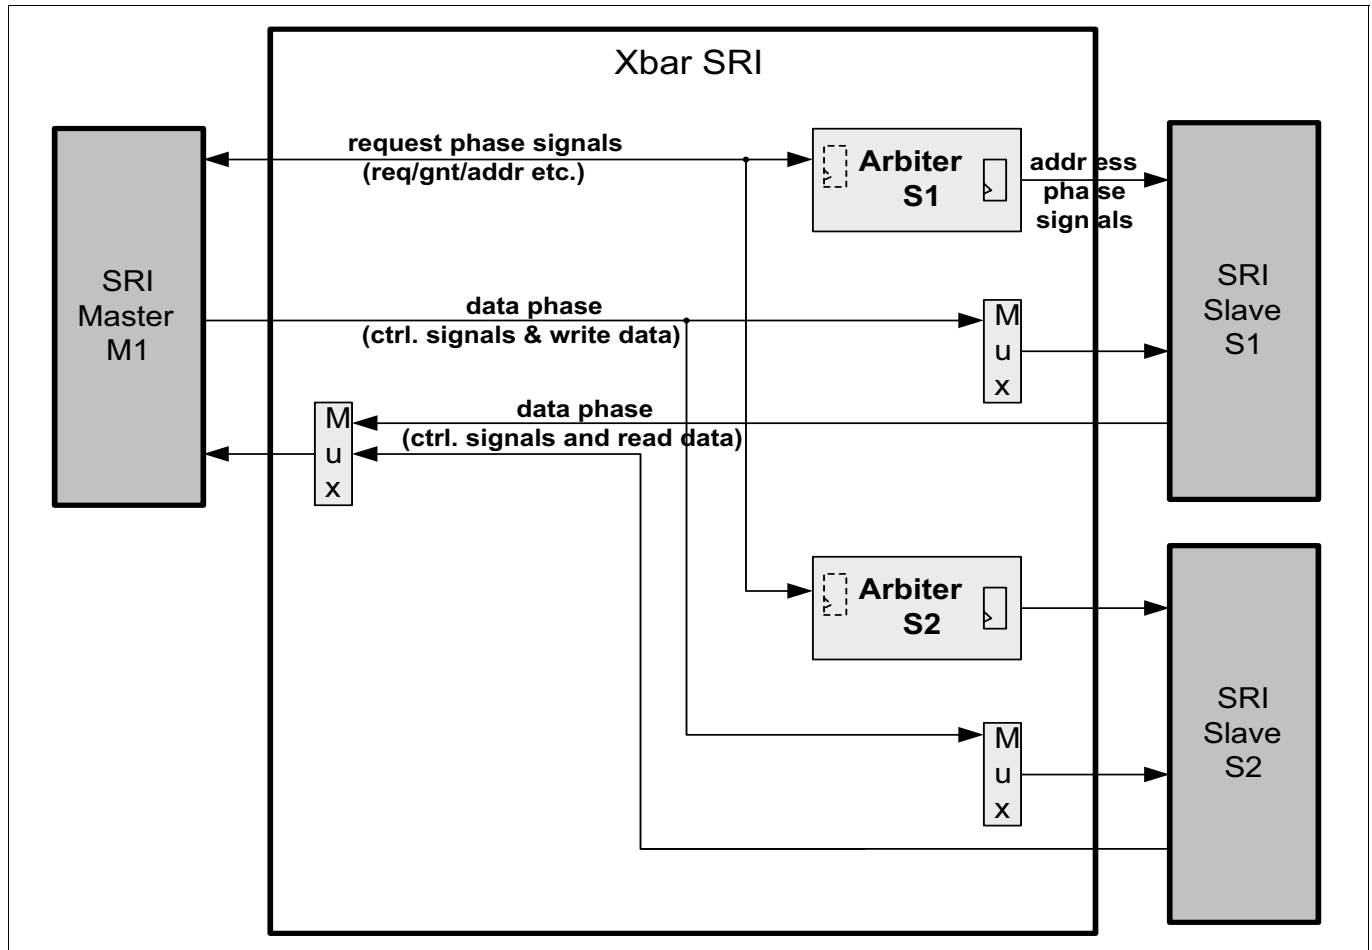 Xbar SRI
request phase signals
(req/gnt/addr etc.)
Arbiter
S1
addr ess
pha se
sign als
SRI
Master
M1
SRI
Slave
S1
data phase
(ctrl. signals & write data)
M
u
x
data phase
(ctrl. signals and read data)
M
u
x
Arbiter
S2
SRI
Slave
S2
M
u
x